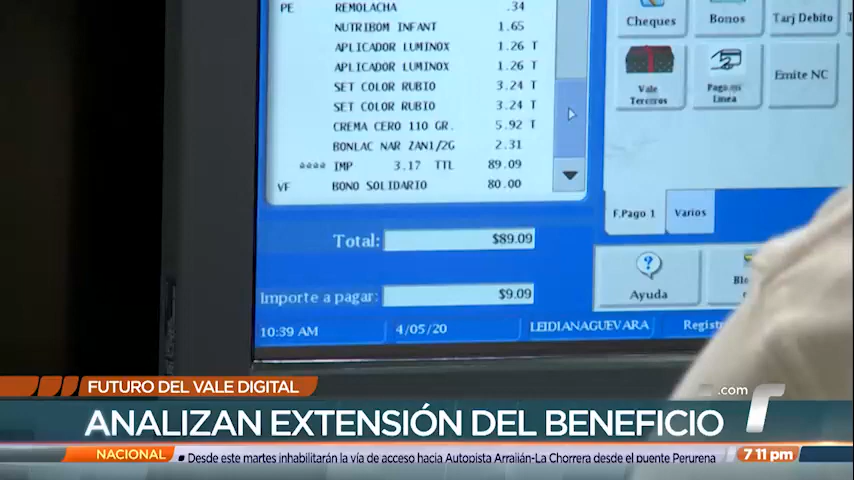 PE REMOLACHA .34
NUTRIBOM INFANT 1.65
APLICADOR LUMINOX 1.26 T
APLICADOR LUMINOX 1.26 T
SET COLOR RUBIO 3.24 T
SET COLOR RUBIO 3.24 T
CREMA CERO 110 GR. 5.92 T
BONLAC NAR ZAN1/2G 2.31
**** IMP 3.17 TTL 89.09
VF BONO SOLIDARIO 80.00
Total: $89.09
Importe a pagar: $9.09
10:39 AM 4/05/20 LEDIANAGUEVARA
Cheques
Bonos
Tarj Debito
Vale
Terceros
Pago en
Linea
Emite NC
F.Pago 1
Varios
Ayuda
FUTURO DEL VALE DIGITAL
ANALIZAN EXTENSIÓN DEL BENEFICIO
.com
NACIONAL
Desde este martes inhabilitarán la vía de acceso hacia Autopista Arraiján-La Chorrera desde el puente Perurena
7:11 pm